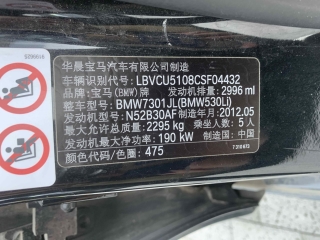 华晨宝马汽车有限公司制造
车辆识别代号：LBVCU5108CSF04432
品牌：宝马(BMW)牌 发动机排量：2996 ml
整车型号：BMW7301JL(BMW530Li)
发动机型号：N52B30AF 制造年月：2012.05
最大允许总质量：2295 kg 乘坐人数：5 人
发动机最大净功率：190 kW 制造国：中国
颜色代号/色圈：475